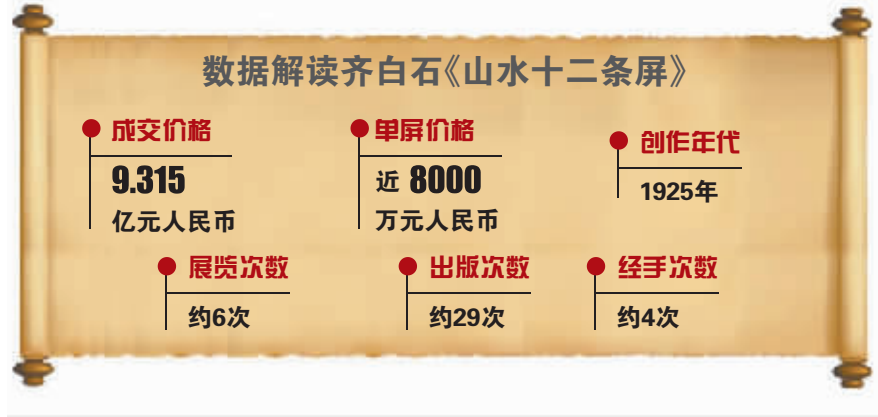 数据解读齐白石《山水十二条屏》
成交价格
9.315
亿元人民币
单屏价格
近 8000
万元人民币
创作年代
1925年
展览次数
约6次
出版次数
约29次
经手次数
约4次